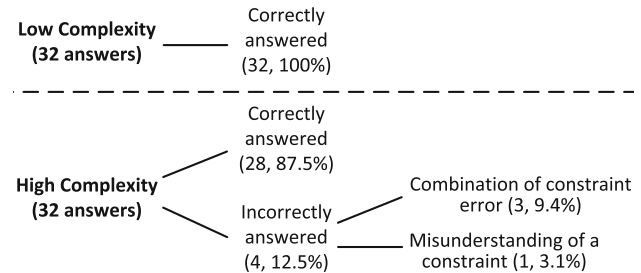 Low Complexity
(32 answers)
Correctly
answered
(32, 100%)
High Complexity
(32 answers)
Correctly
answered
(28, 87.5%)
Incorrectly
answered
(4, 12.5%)
Combination of constraint
error (3, 9.4%)
Misunderstanding of a
constraint (1, 3.1%)